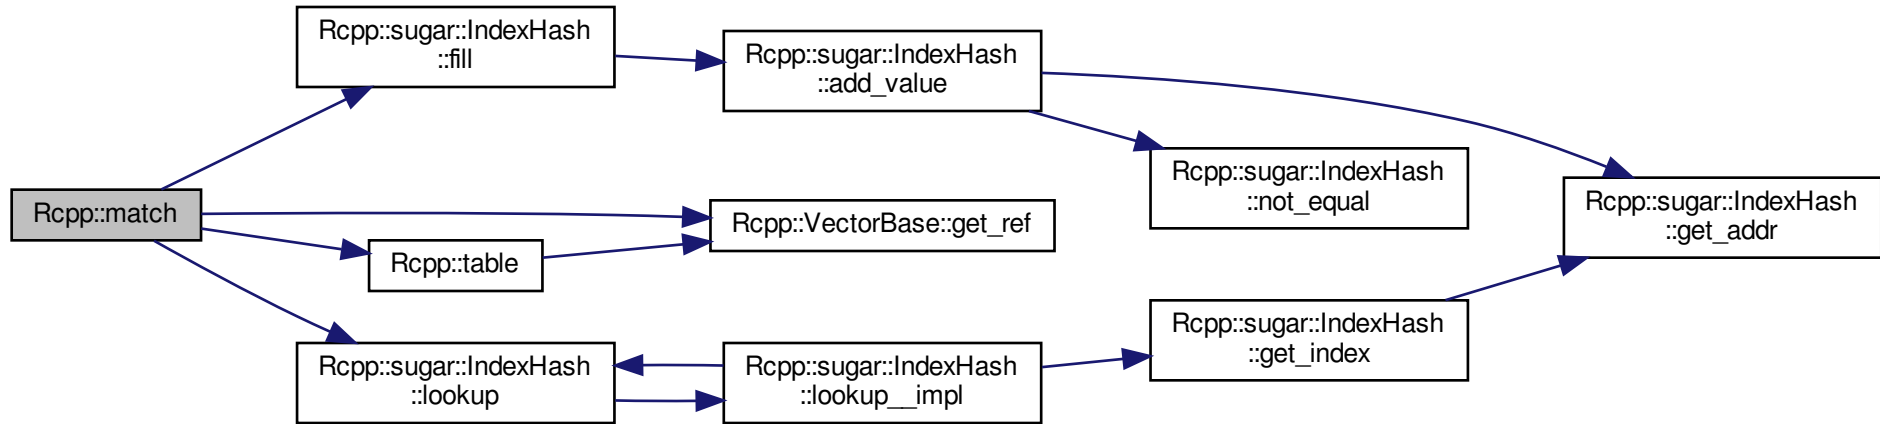 Rcpp::match
Rcpp::sugar::IndexHash
::fill
Rcpp::table
Rcpp::sugar::IndexHash
::lookup
Rcpp::sugar::IndexHash
::add_value
Rcpp::VectorBase::get_ref
Rcpp::sugar::IndexHash
::lookup__impl
Rcpp::sugar::IndexHash
::not_equal
Rcpp::sugar::IndexHash
::get_index
Rcpp::sugar::IndexHash
::get_addr